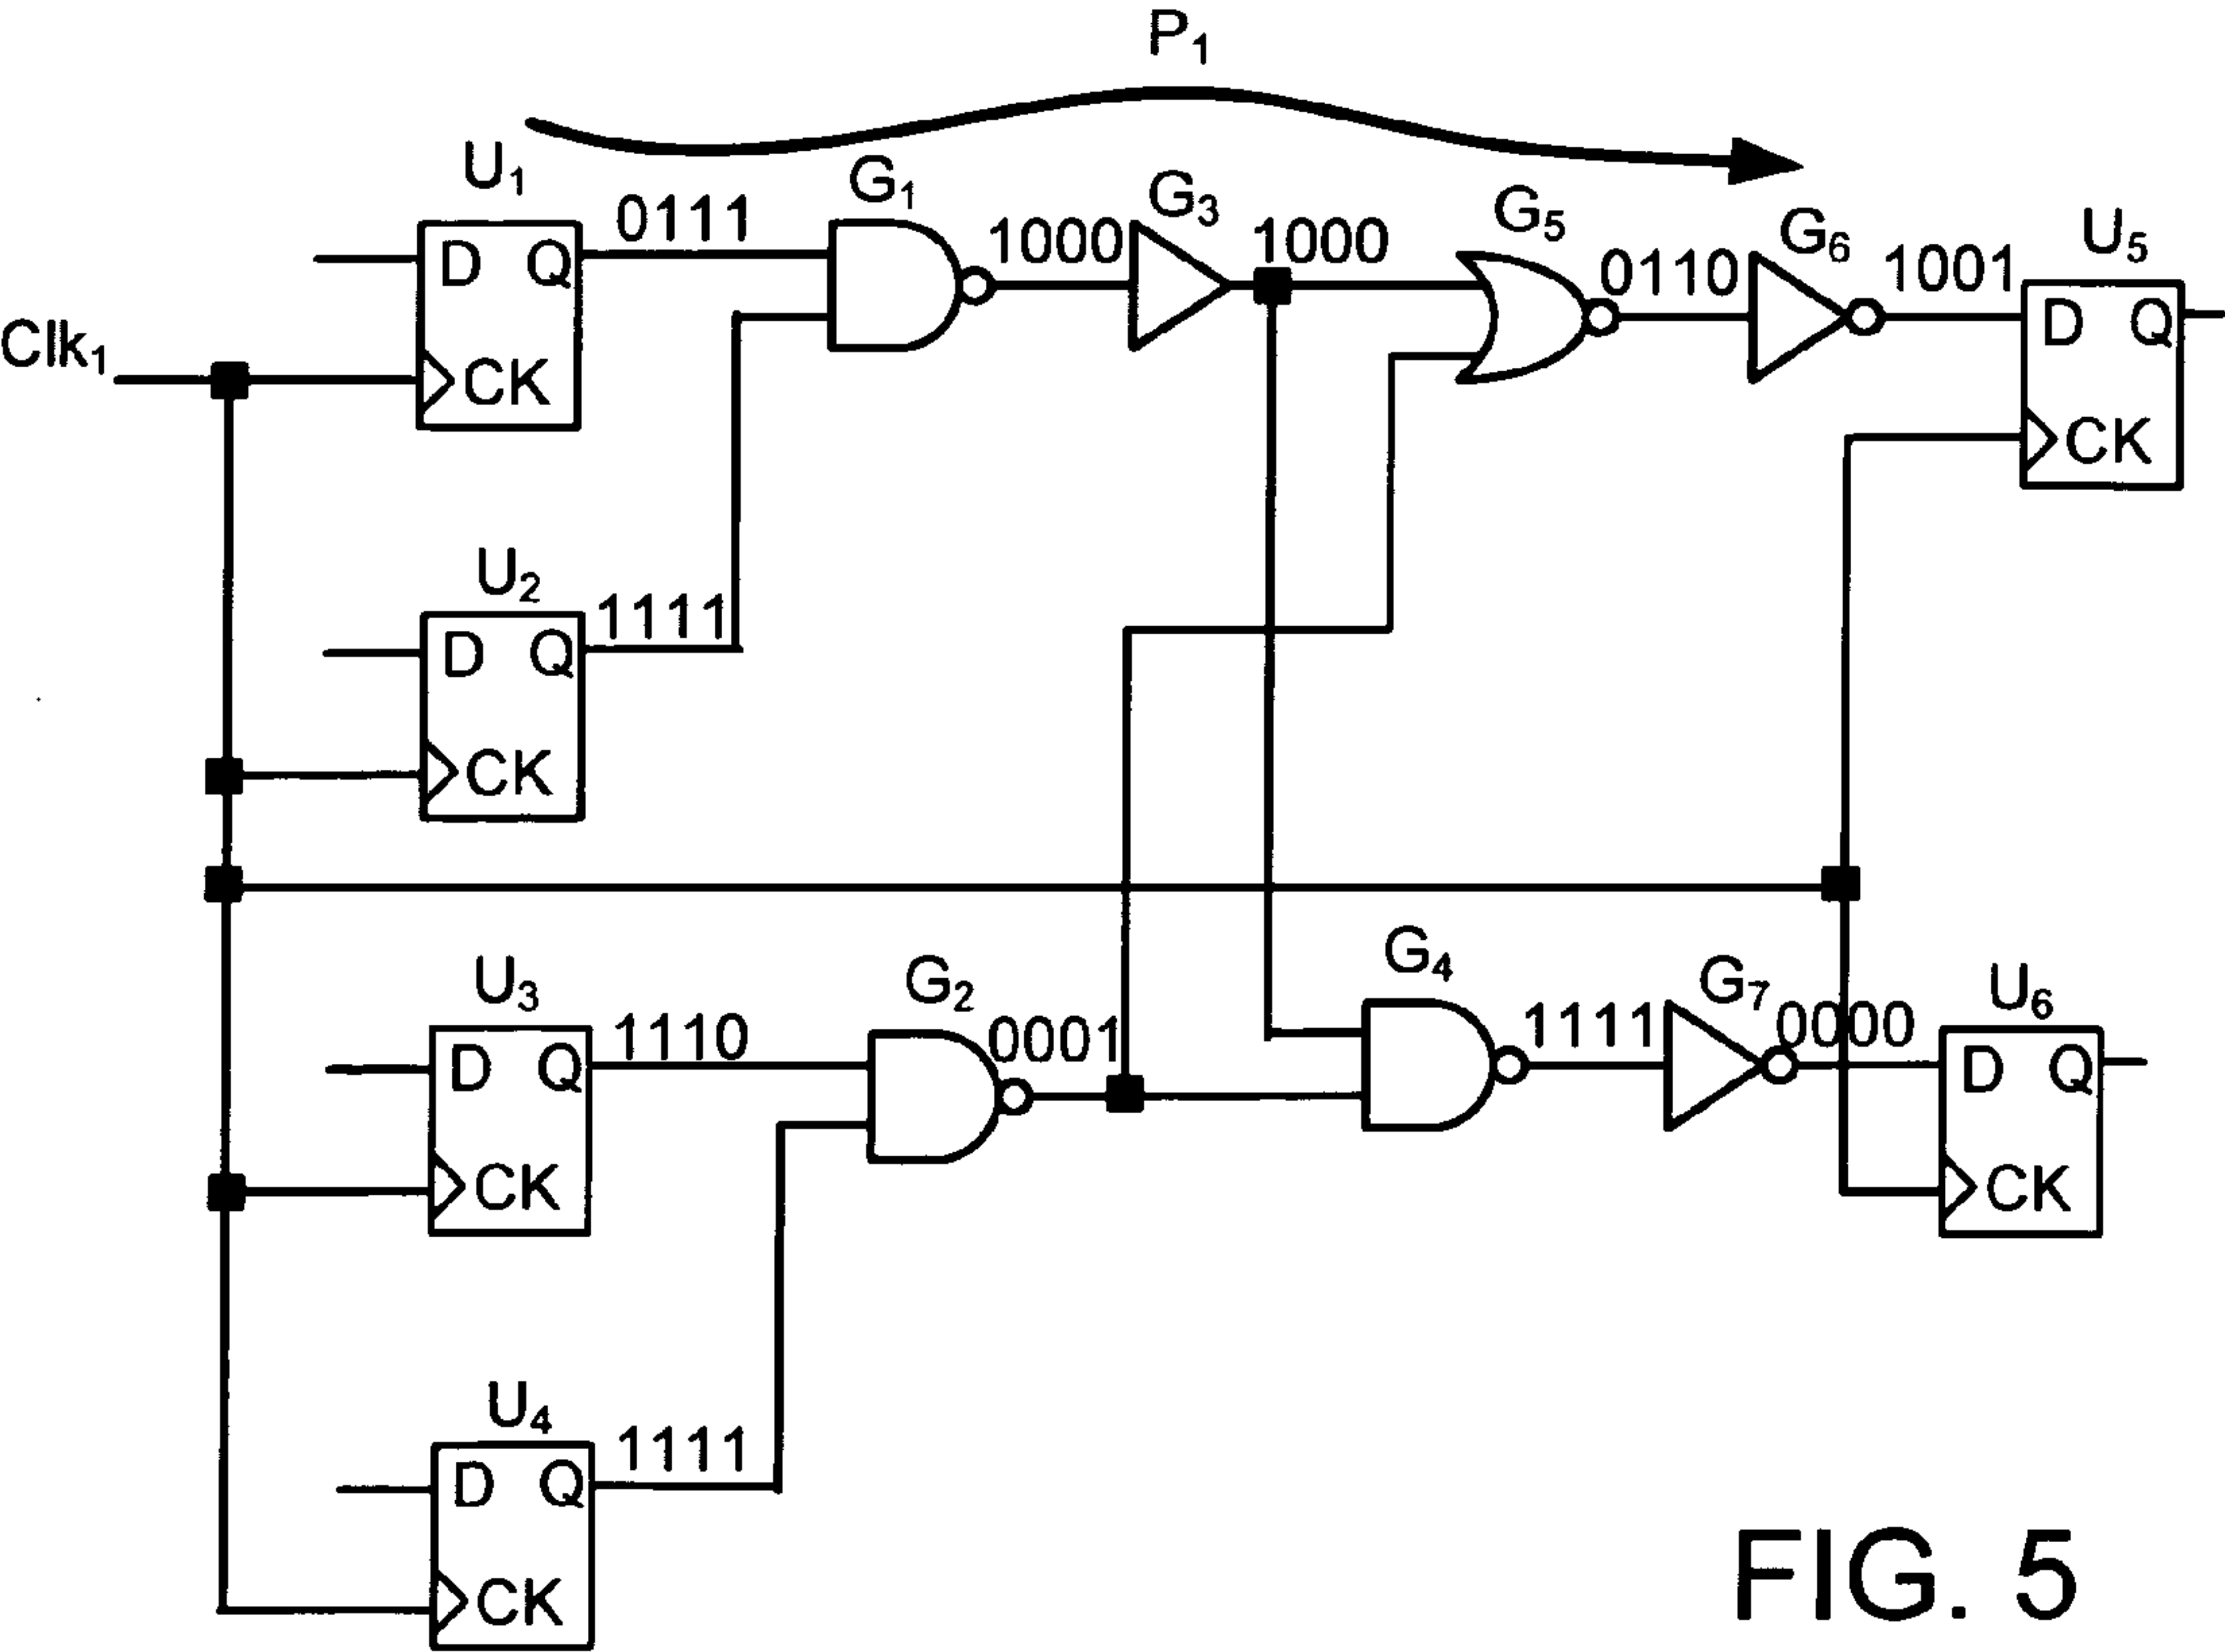 P1
U1
0111
G1
1000
G3
1000
G5
0110
G6
1001
U5
D Q
CK
D Q
CK
Clk1
U2
1111
D Q
CK
U3
1110
G2
0001
G4
1111
G7
0000
U6
D Q
CK
D Q
CK
U4
1111
D Q
CK
FIG. 5